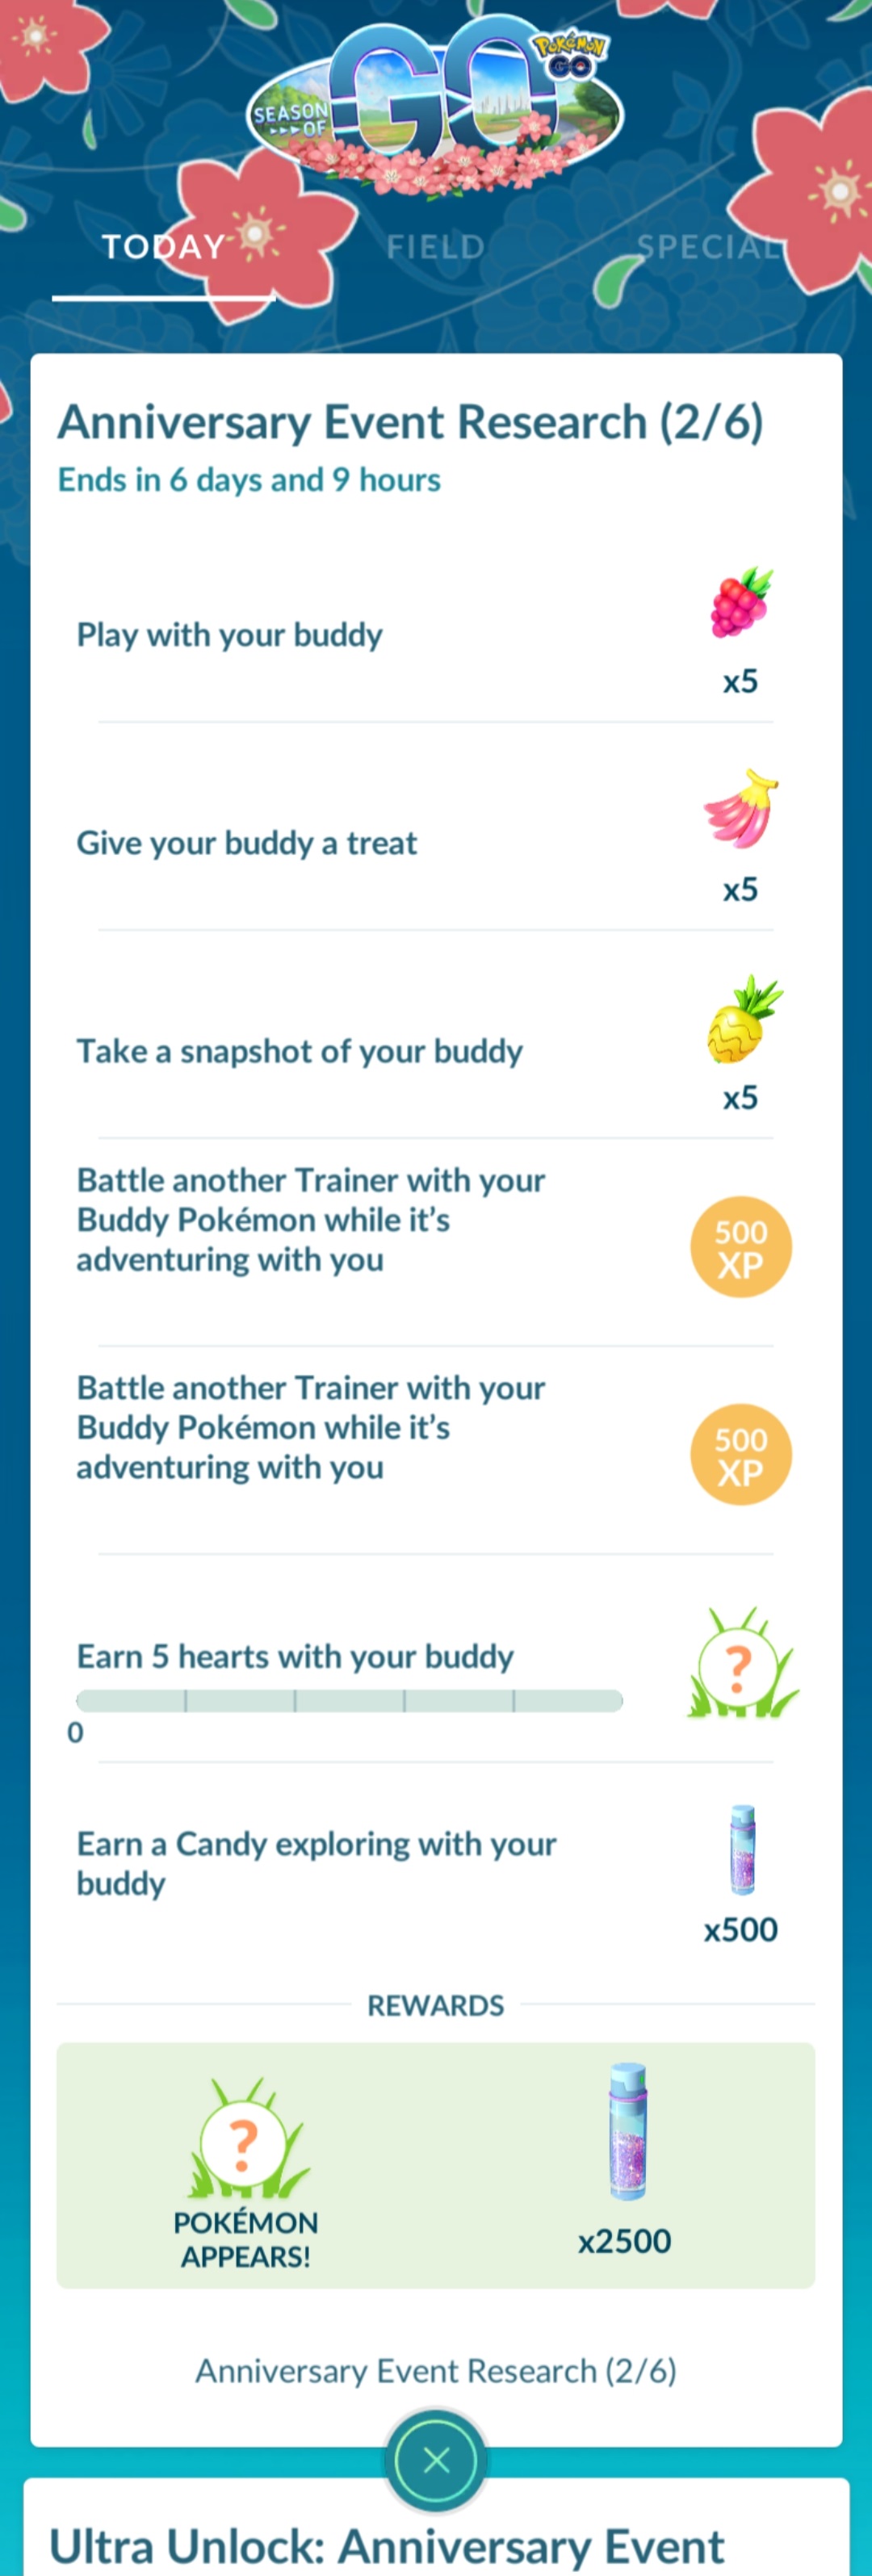 SEASON
OF
GO
POKÉMON
GO
TODAY
FIELD
SPECIAL
Anniversary Event Research (2/6)
Ends in 6 days and 9 hours
Play with your buddy
x5
Give your buddy a treat
x5
Take a snapshot of your buddy
x5
Battle another Trainer with your
Buddy Pokémon while it's
adventuring with you
500
XP
Battle another Trainer with your
Buddy Pokémon while it's
adventuring with you
500
XP
Earn 5 hearts with your buddy
?
0
Earn a Candy exploring with your
buddy
x500
REWARDS
?
POKÉMON
APPEARS!
x2500
Anniversary Event Research (2/6)
Ultra Unlock: Anniversary Event